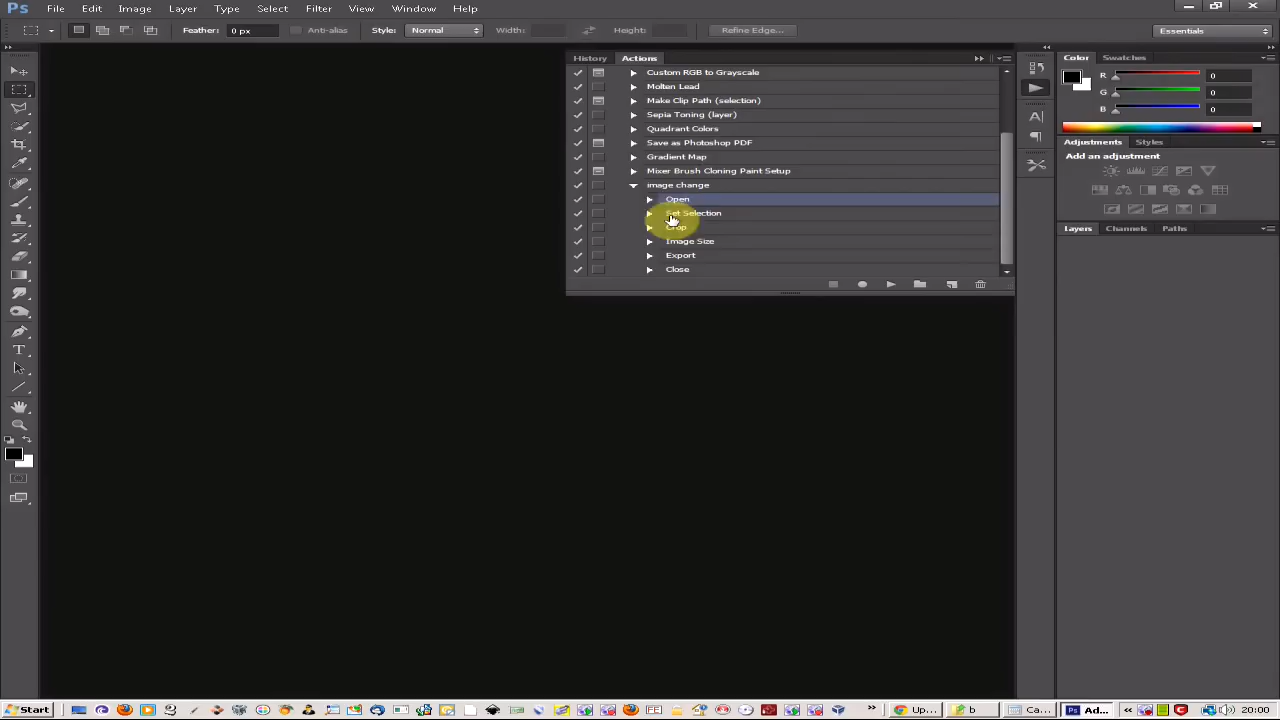 Ps File Edit Image Layer Type Select Filter View Window Help
Feather: 0 px Anti-alias Style: Normal Width: Height: Refine Edge... Essentials
History Actions
Custom RGB to Grayscale
Molten Lead
Make Clip Path (selection)
Sepia Toning (layer)
Quadrant Colors
Save as Photoshop PDF
Gradient Map
Mixer Brush Cloning Paint Setup
image change
Open
Set Selection
Crop
Image Size
Export
Close
Color Swatches
R 0
G 0
B 0
Adjustments Styles
Add an adjustment
Layers Channels Paths
Start Up... b Ca... Ps Ad... 20:00